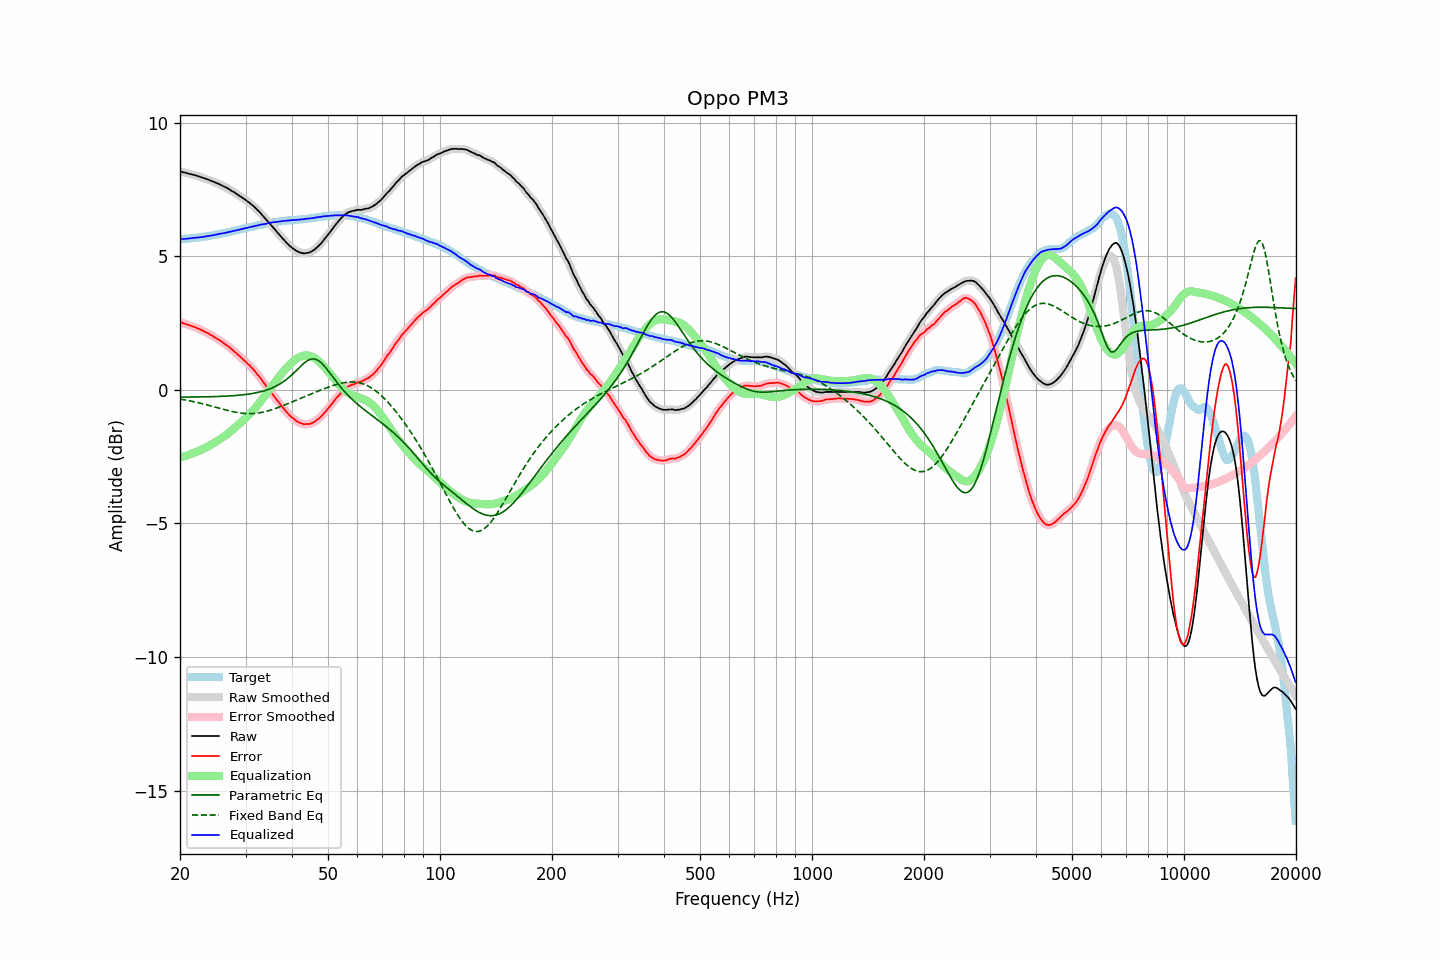 Oppo PM3
Amplitude (dBr)
10
5
0
−5
−10
−15
Target
Raw Smoothed
Error Smoothed
Raw
Error
Equalization
Parametric Eq
Fixed Band Eq
Equalized
20
50
100
200
500
1000
2000
5000
10000
20000
Frequency (Hz)